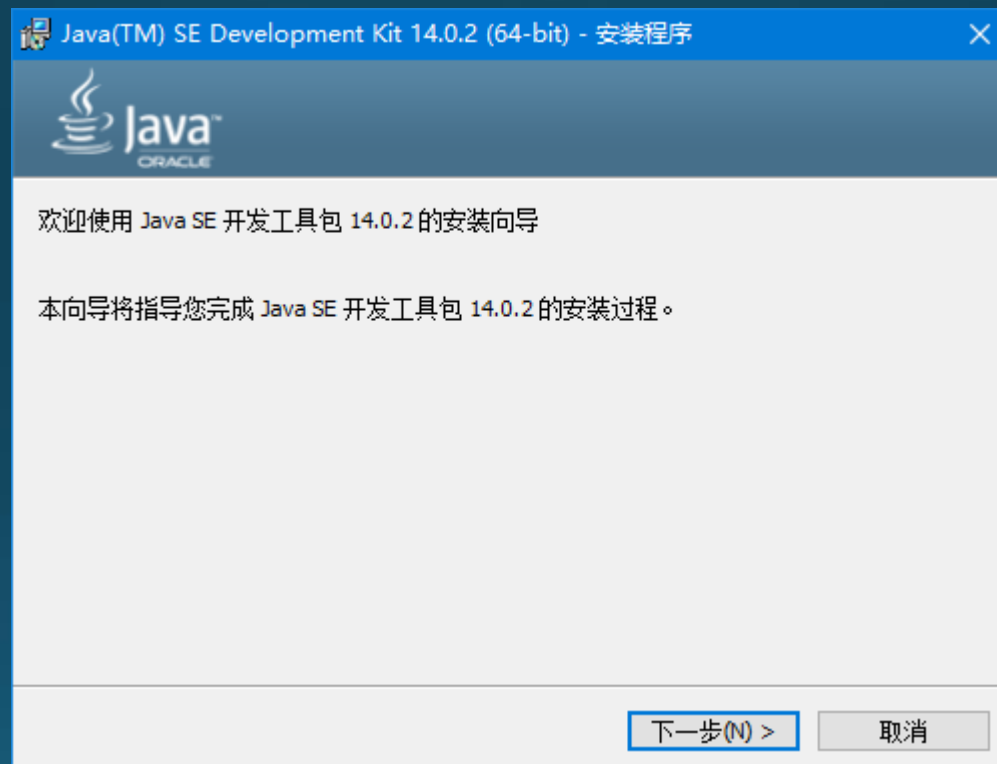 Java(TM) SE Development Kit 14.0.2 (64-bit) - 安装程序
Java™
ORACLE
欢迎使用 Java SE 开发工具包 14.0.2 的安装向导
本向导将指导您完成 Java SE 开发工具包 14.0.2 的安装过程。
下一步(N) >
取消